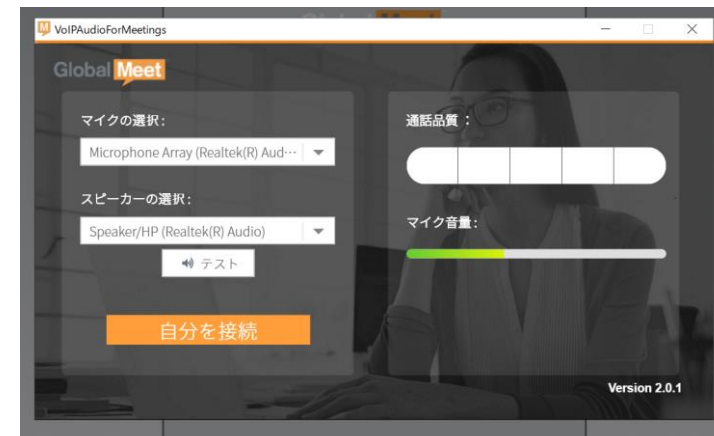 VoIPAudioForMeetings
Global Meet
マイクの選択:
Microphone Array (Realtek(R) Aud…
スピーカーの選択:
Speaker/HP (Realtek(R) Audio)
テスト
自分を接続
通話品質 :
マイク音量:
Version 2.0.1